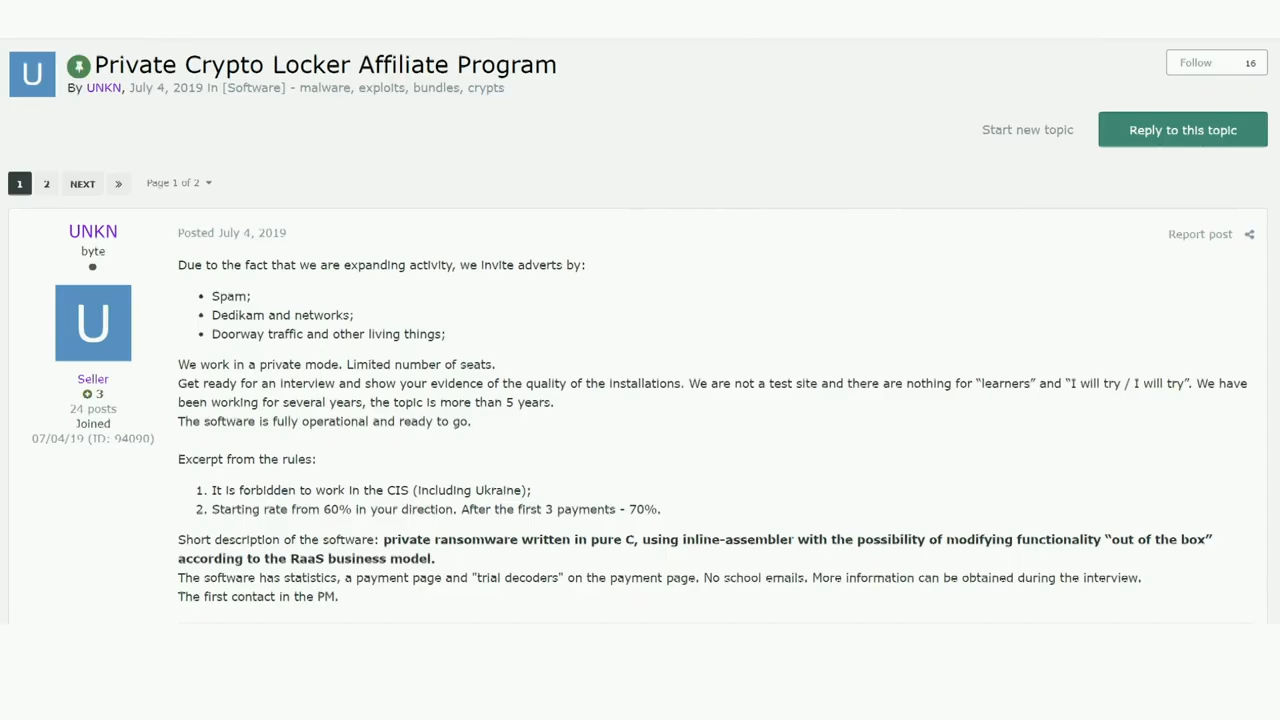 U
Private Crypto Locker Affiliate Program
By UNKN, July 4, 2019 in [Software] - malware, exploits, bundles, crypts
Follow 16
Start new topic
Reply to this topic
1 2 NEXT » Page 1 of 2
UNKN
byte
U
Seller
3
24 posts
Joined
07/04/19 (ID: 94090)
Posted July 4, 2019
Report post
Due to the fact that we are expanding activity, we invite adverts by:
• Spam;
• Dedikam and networks;
• Doorway traffic and other living things;
We work in a private mode. Limited number of seats.
Get ready for an interview and show your evidence of the quality of the installations. We are not a test site and there are nothing for “learners” and “I will try / I will try”. We have
been working for several years, the topic is more than 5 years.
The software is fully operational and ready to go.
Excerpt from the rules:
1. It is forbidden to work in the CIS (including Ukraine);
2. Starting rate from 60% in your direction. After the first 3 payments - 70%.
Short description of the software: private ransomware written in pure C, using inline-assembler with the possibility of modifying functionality “out of the box”
according to the RaaS business model.
The software has statistics, a payment page and "trial decoders" on the payment page. No school emails. More information can be obtained during the interview.
The first contact in the PM.